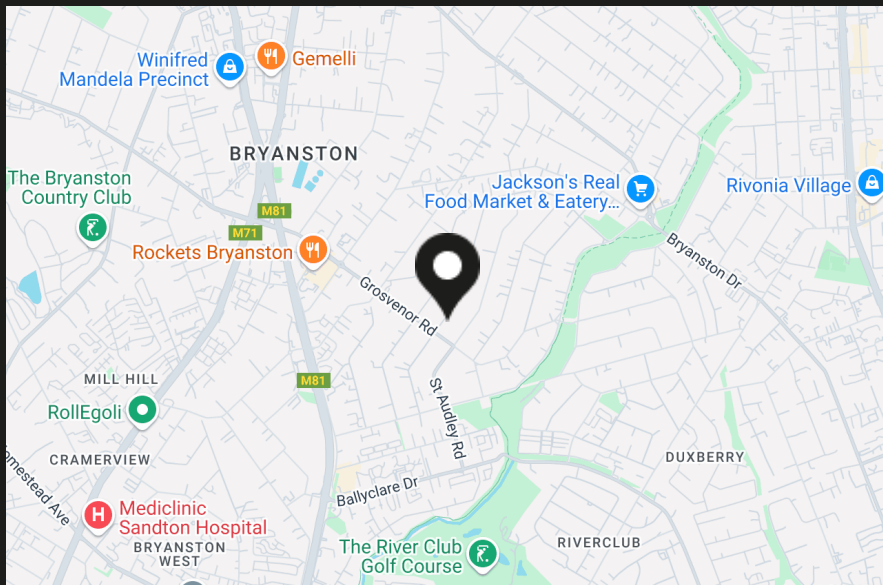 Winifred
Mandela Precinct
Gemelli
BRYANSTON
The Bryanston
Country Club
Jackson's Real
Food Market & Eatery...
Rivonia Village
M81
M71
Rockets Bryanston
Bryanston Dr
Grosvenor Rd
MILL HILL
M81
RollEgoli
St Audley Rd
CRAMERVIEW
DUXBERRY
Ballyclare Dr
Mediclinic
Sandton Hospital
H
BRYANSTON
WEST
The River Club
Golf Course
RIVERCLUB